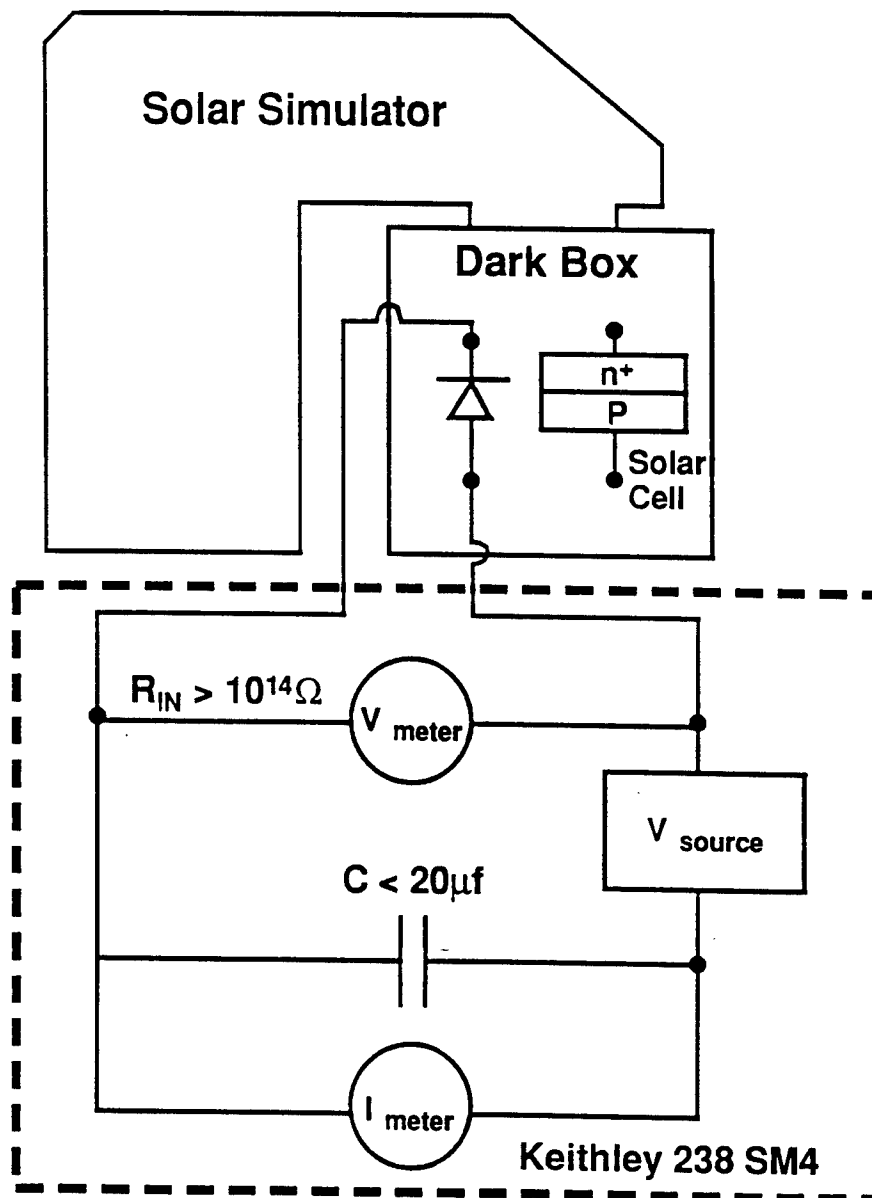 Solar Simulator
Dark Box
n⁺
P
Solar
Cell
R_IN > 10¹⁴Ω
V meter
V source
C < 20μf
I meter
Keithley 238 SM4